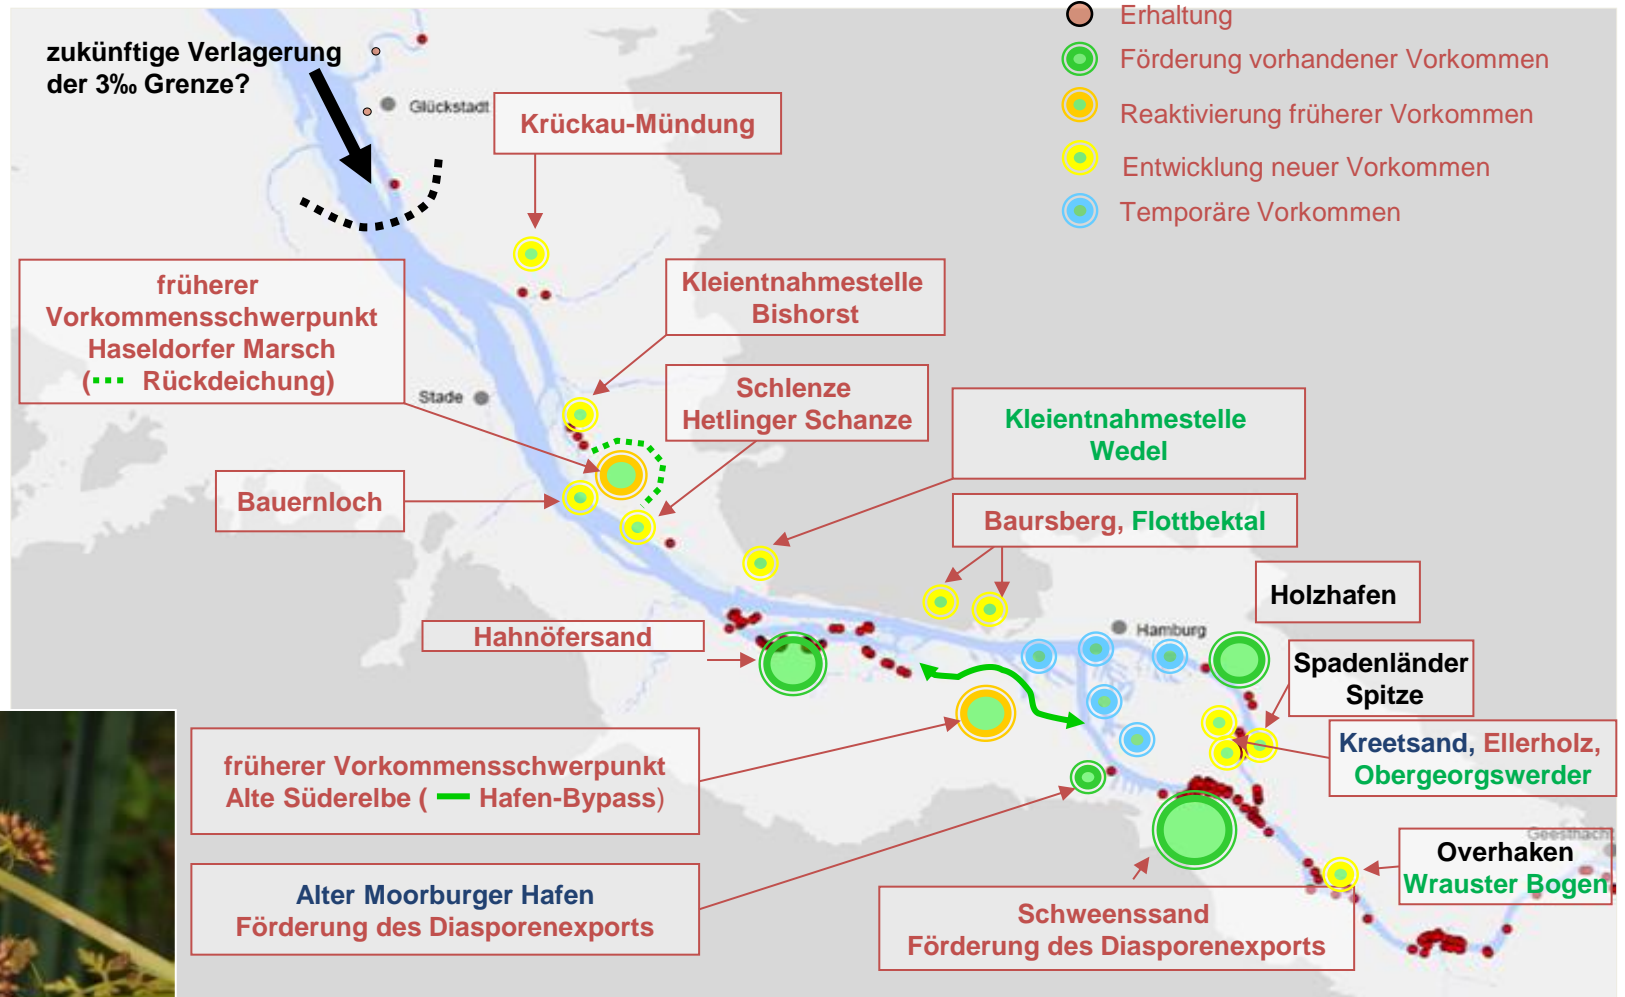 zukünftige Verlagerung
der 3‰ Grenze?
Erhaltung
Förderung vorhandener Vorkommen
Reaktivierung früherer Vorkommen
Entwicklung neuer Vorkommen
Temporäre Vorkommen
Glückstadt
Krückau-Mündung
früherer
Vorkommensschwerpunkt
Haseldorfer Marsch
( Rückdeichung)
Kleientnahmestelle
Bishorst
Stade
Schlenze
Hetlinger Schanze
Kleientnahmestelle
Wedel
Bauernloch
Baursberg, Flottbektal
Holzhafen
Hahnöfersand
Hamburg
Spadenländer
Spitze
Kreetsand, Ellerholz,
Obergeorgswerder
früherer Vorkommensschwerpunkt
Alte Süderelbe ( Hafen-Bypass)
Geesthacht
Overhaken
Wrauster Bogen
Alter Moorburger Hafen
Förderung des Diasporenexports
Schweenssand
Förderung des Diasporenexports